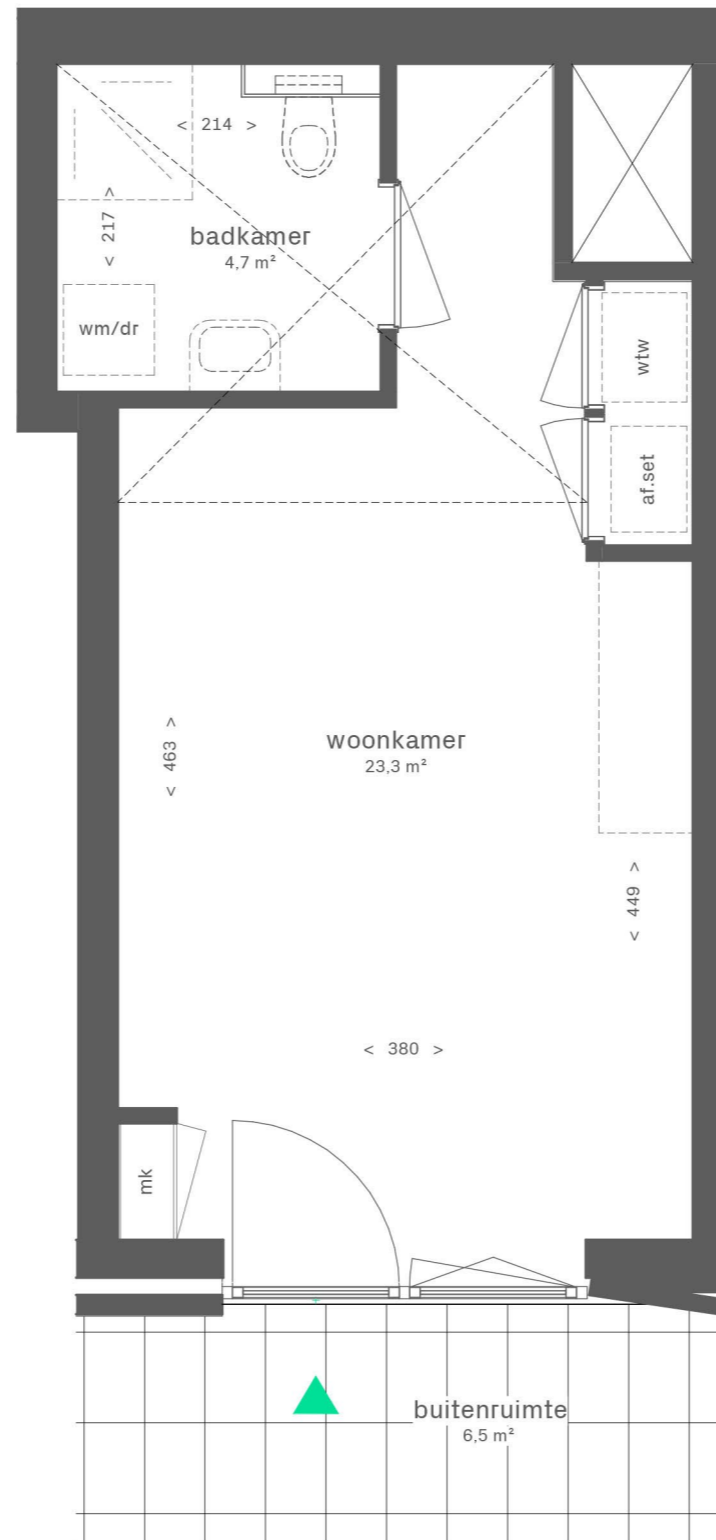 < 214 >
< 217 >
badkamer
4,7 m²
wm/dr
wtw
af.set
woonkamer
23,3 m²
< 463 >
< 449 >
< 380 >
mk
buitenruimte
6,5 m²